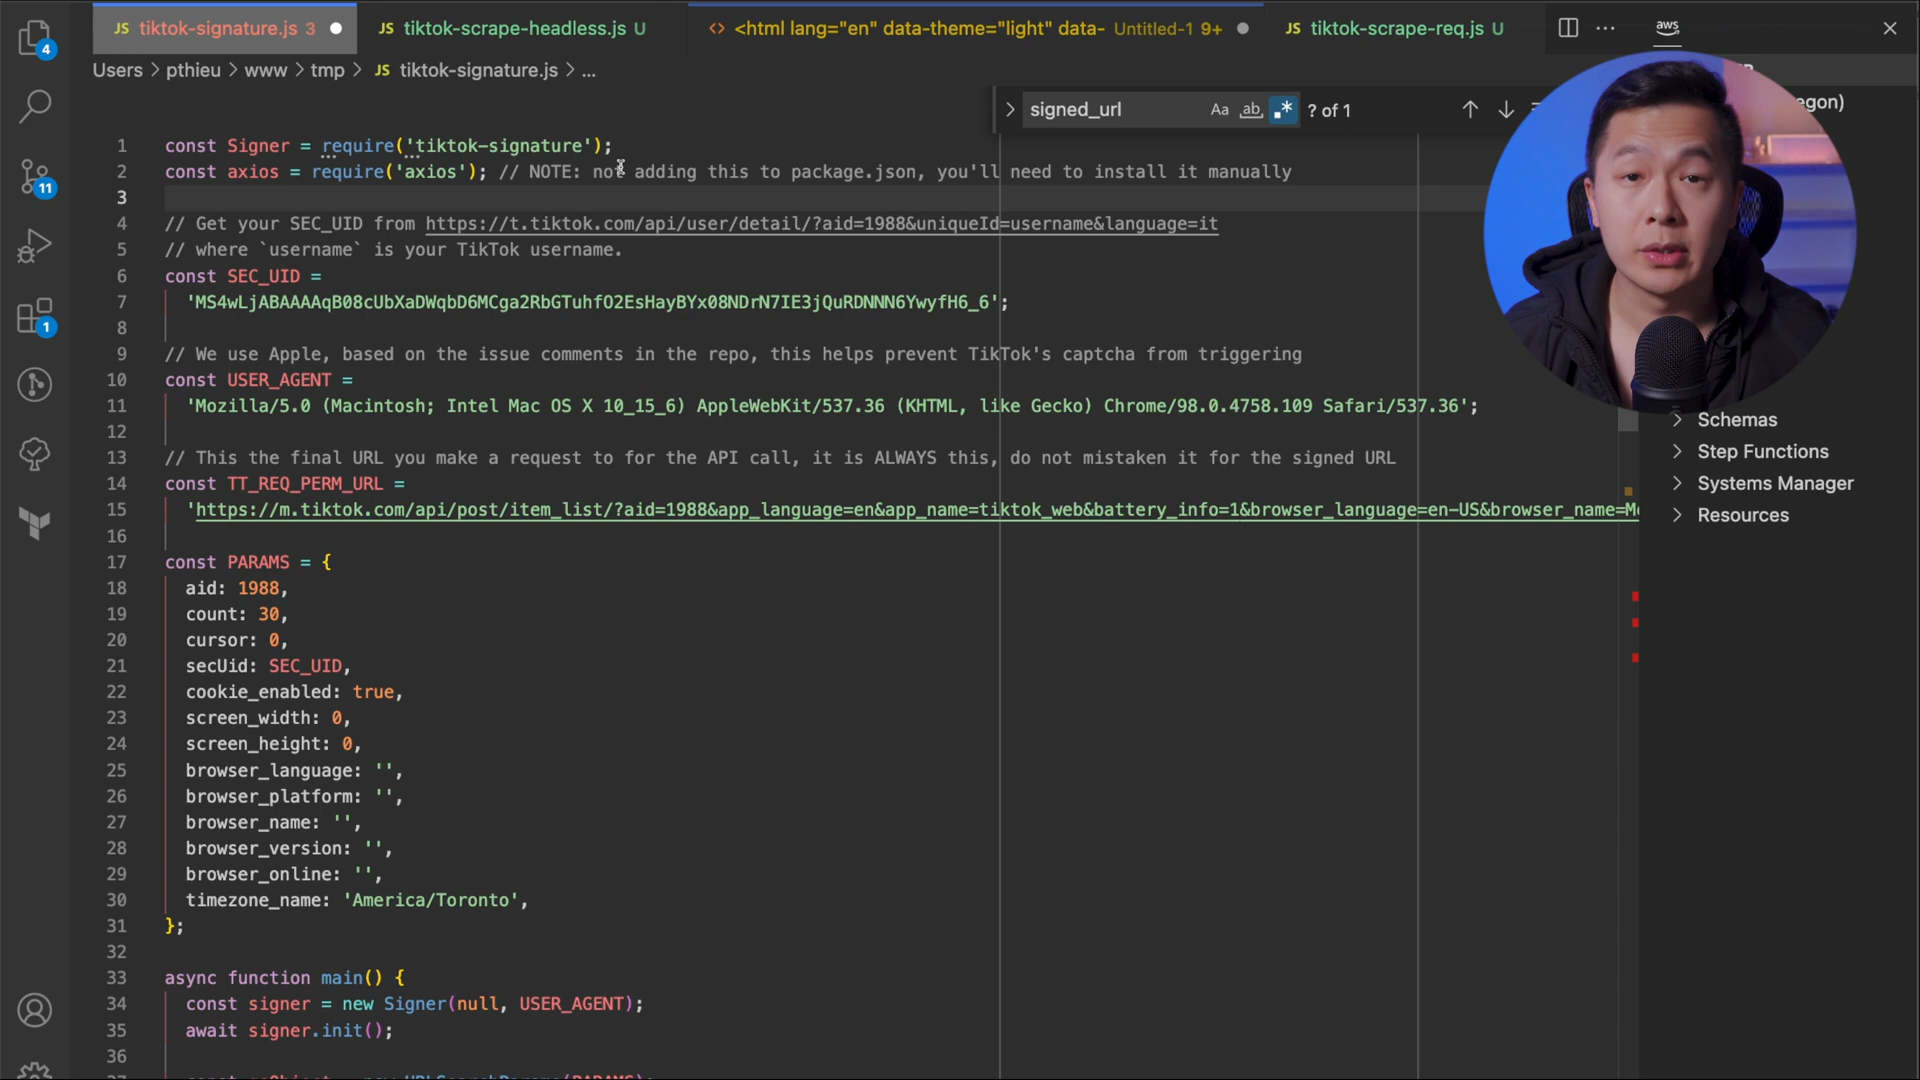 JS tiktok-signature.js 3
JS tiktok-scrape-headless.js U
<> <html lang="en" data-theme="light" data- Untitled-1 9+
JS tiktok-scrape-req.js U
aws
4
Users > pthieu > www > tmp > JS tiktok-signature.js > ...
signed_url Aa ab .* ? of 1
egon)
11
1
1 const Signer = require('tiktok-signature');
2 const axios = require('axios'); // NOTE: not adding this to package.json, you'll need to install it manually
3
4 // Get your SEC_UID from https://t.tiktok.com/api/user/detail/?aid=1988&uniqueId=username&language=it
5 // where `username` is your TikTok username.
6 const SEC_UID =
7 'MS4wLjABAAAAqB08cUbXaDWqbD6MCga2RbGTuhfO2EsHayBYx08NDrN7IE3jQuRDNNN6YwyfH6_6';
8
9 // We use Apple, based on the issue comments in the repo, this helps prevent TikTok's captcha from triggering
10 const USER_AGENT =
11 'Mozilla/5.0 (Macintosh; Intel Mac OS X 10_15_6) AppleWebKit/537.36 (KHTML, like Gecko) Chrome/98.0.4758.109 Safari/537.36';
12
13 // This the final URL you make a request to for the API call, it is ALWAYS this, do not mistaken it for the signed URL
14 const TT_REQ_PERM_URL =
15 'https://m.tiktok.com/api/post/item_list/?aid=1988&app_language=en&app_name=tiktok_web&battery_info=1&browser_language=en-US&browser_name=M
16
17 const PARAMS = {
18 aid: 1988,
19 count: 30,
20 cursor: 0,
21 secUid: SEC_UID,
22 cookie_enabled: true,
23 screen_width: 0,
24 screen_height: 0,
25 browser_language: '',
26 browser_platform: '',
27 browser_name: '',
28 browser_version: '',
29 browser_online: '',
30 timezone_name: 'America/Toronto',
31 };
32
33 async function main() {
34 const signer = new Signer(null, USER_AGENT);
35 await signer.init();
36
Schemas
Step Functions
Systems Manager
Resources